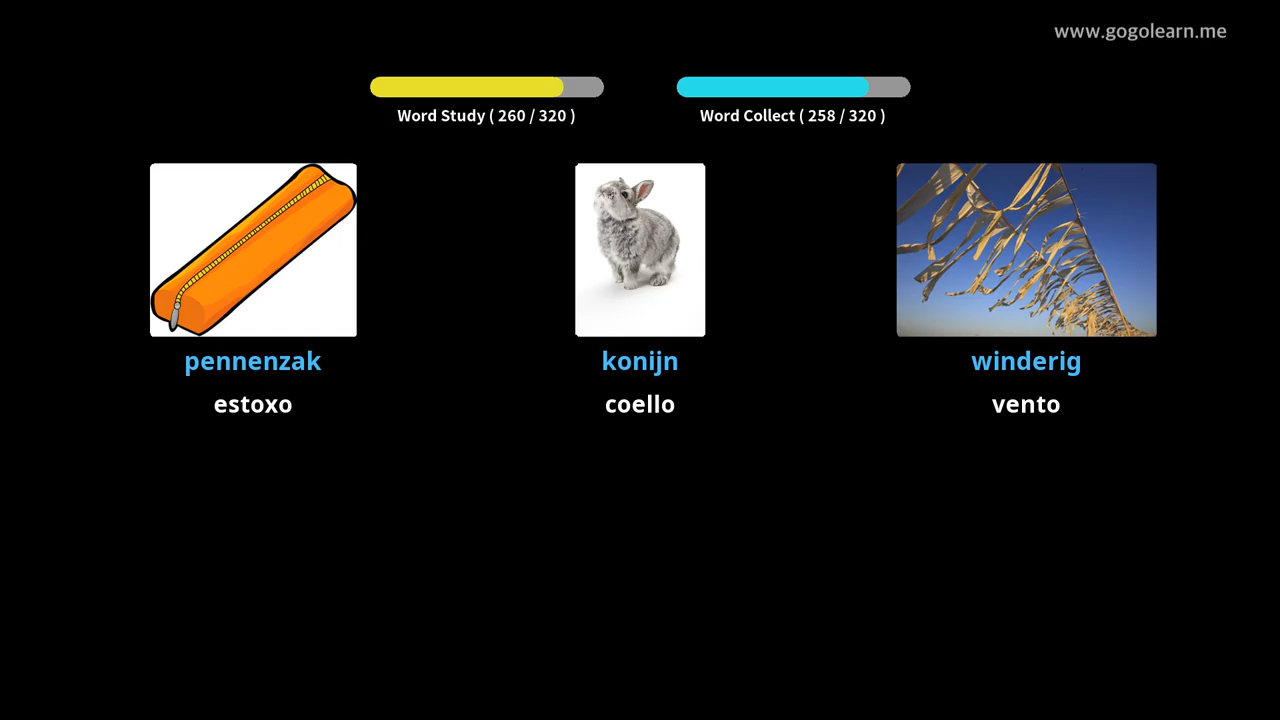 www.gogolearn.me
Word Study ( 260 / 320 )
Word Collect ( 258 / 320 )
pennenzak
konijn
winderig
estoxo
coello
vento